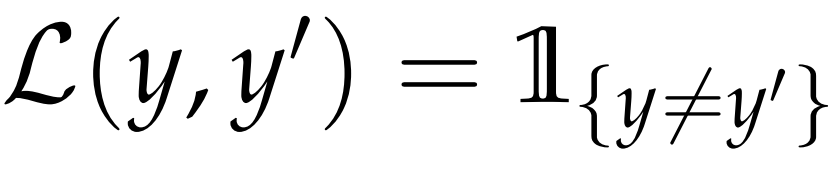 ℒ(y, y′) = 𝟙_{y≠y′}